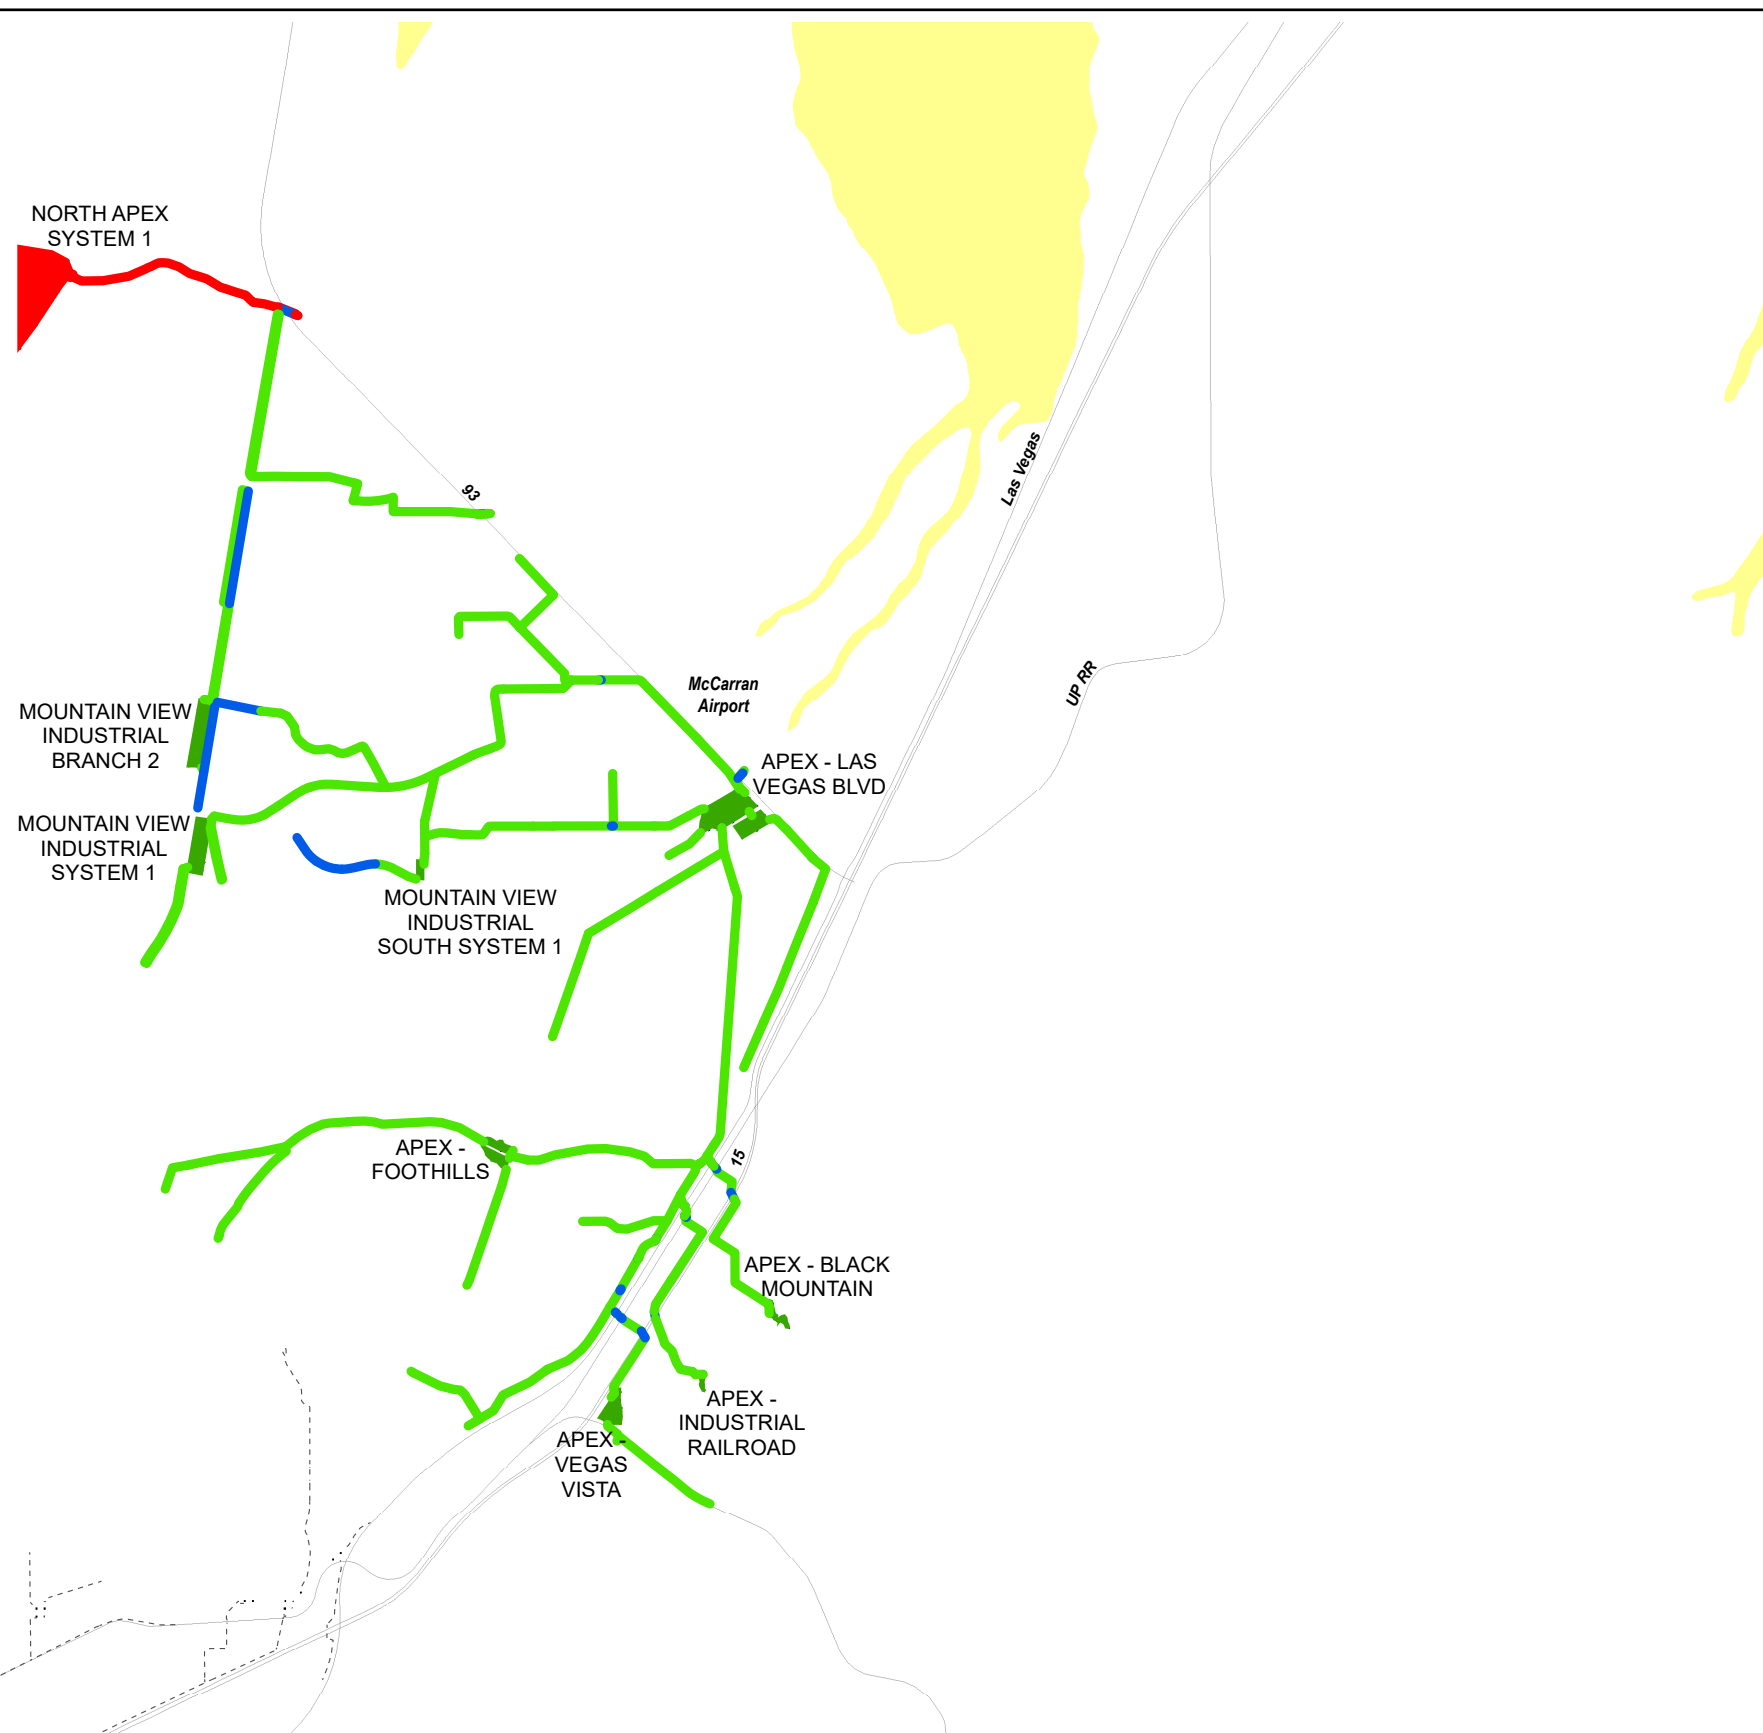 NORTH APEX
SYSTEM 1
Las Vegas
93
UP RR
McCarran
Airport
MOUNTAIN VIEW
INDUSTRIAL
BRANCH 2
APEX - LAS
VEGAS BLVD
MOUNTAIN VIEW
INDUSTRIAL
SYSTEM 1
MOUNTAIN VIEW
INDUSTRIAL
SOUTH SYSTEM 1
APEX -
FOOTHILLS
15
APEX - BLACK
MOUNTAIN
APEX -
INDUSTRIAL
RAILROAD
APEX -
VEGAS
VISTA